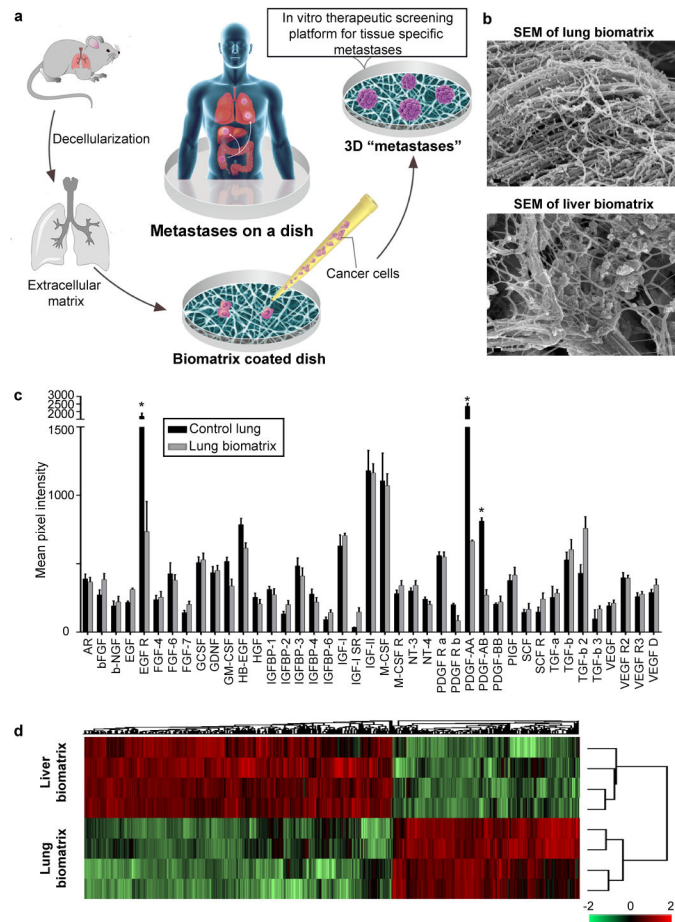 a
In vitro therapeutic screening
platform for tissue specific
metastases
Decellularization
3D “metastases”
Metastases on a dish
Cancer cells
Extracellular
matrix
Biomatrix coated dish
b
SEM of lung biomatrix
SEM of liver biomatrix
c
3000
2500
2000
1500
1000
500
0
Mean pixel intensity
Control lung
Lung biomatrix
*
*
*
AR
bFGF
b-NGF
EGF
EGF R
FGF-4
FGF-6
FGF-7
GCSF
GDNF
GM-CSF
HB-EGF
HGF
IGFBP-1
IGFBP-2
IGFBP-3
IGFBP-4
IGFBP-6
IGF-I
IGF-I SR
IGF-II
M-CSF
M-CSF R
NT-3
NT-4
PDGF R a
PDGF R b
PDGF-AA
PDGF-AB
PDGF-BB
PIGF
SCF
SCF R
TGF-a
TGF-b
TGF-b 2
TGF-b 3
VEGF
VEGF R2
VEGF R3
VEGF D
d
Liver
biomatrix
Lung
biomatrix
-2 0 2